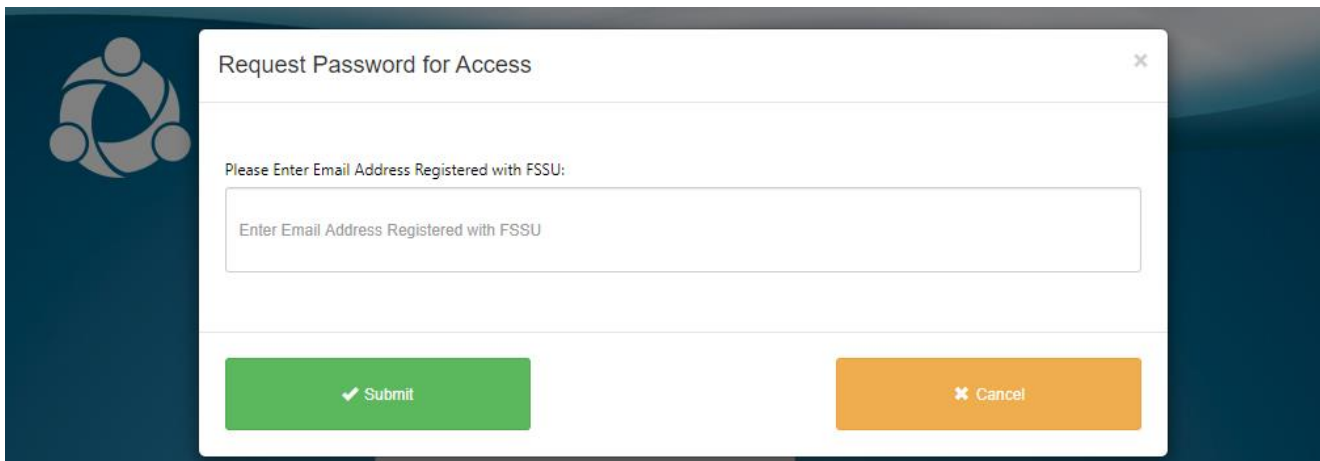 Request Password for Access
Please Enter Email Address Registered with FSSU:
Enter Email Address Registered with FSSU
Submit
Cancel